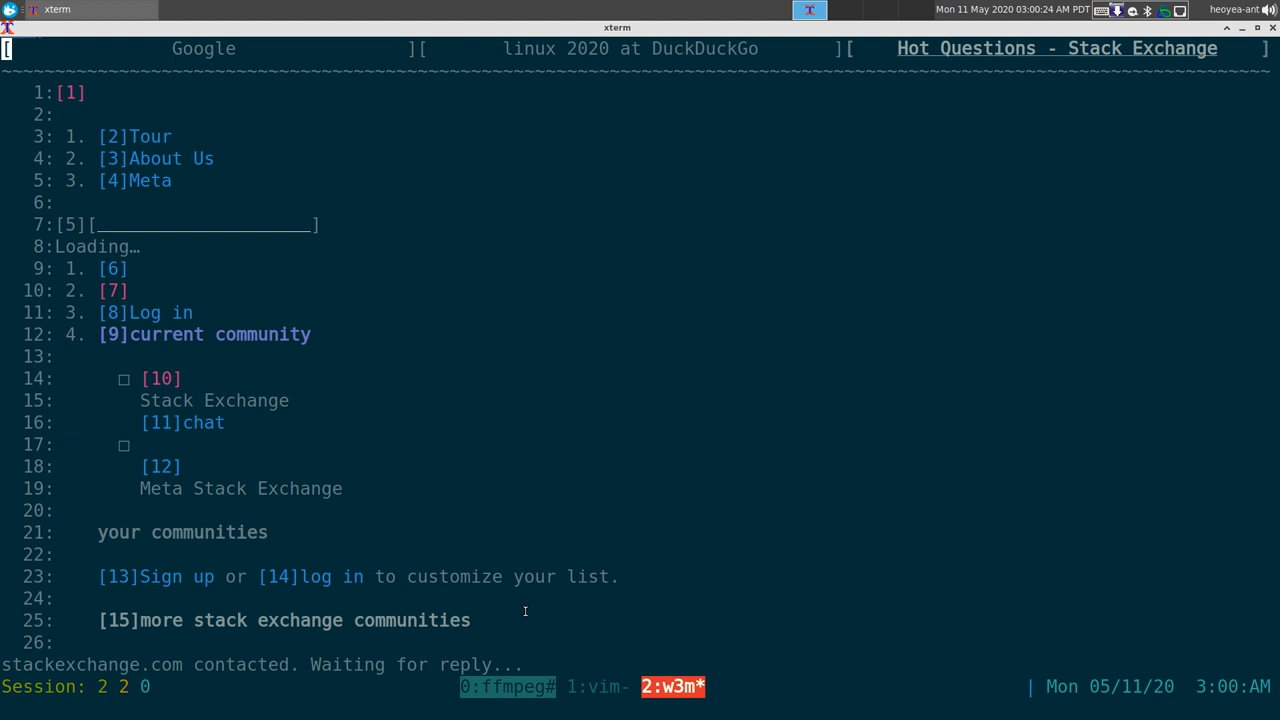 xterm
Mon 11 May 2020 03:00:24 AM PDT
heoyea-ant
xterm
[ Google ][ linux 2020 at DuckDuckGo ][ Hot Questions - Stack Exchange ]
~~~~~~~~~~~~~~~~~~~~~~~~~~~~~~~~~~~~~~~~~~~~~~~~~~~~~~~~~~~~~~~~~~~~~~~~~~~~~~~~~~~~~~~~~~~~~~~~~~~~~~~~~~~~~~~~~~~~~~~
1:[1]
2:
3: 1. [2]Tour
4: 2. [3]About Us
5: 3. [4]Meta
6:
7:[5][____________________]
8:Loading…
9: 1. [6]
10: 2. [7]
11: 3. [8]Log in
12: 4. [9]current community
13:
14: □ [10]
15: Stack Exchange
16: [11]chat
17: □
18: [12]
19: Meta Stack Exchange
20:
21: your communities
22:
23: [13]Sign up or [14]log in to customize your list.
24:
25: [15]more stack exchange communities
26:
stackexchange.com contacted. Waiting for reply...
Session: 2 2 0 0:ffmpeg# 1:vim- 2:w3m* | Mon 05/11/20 3:00AM